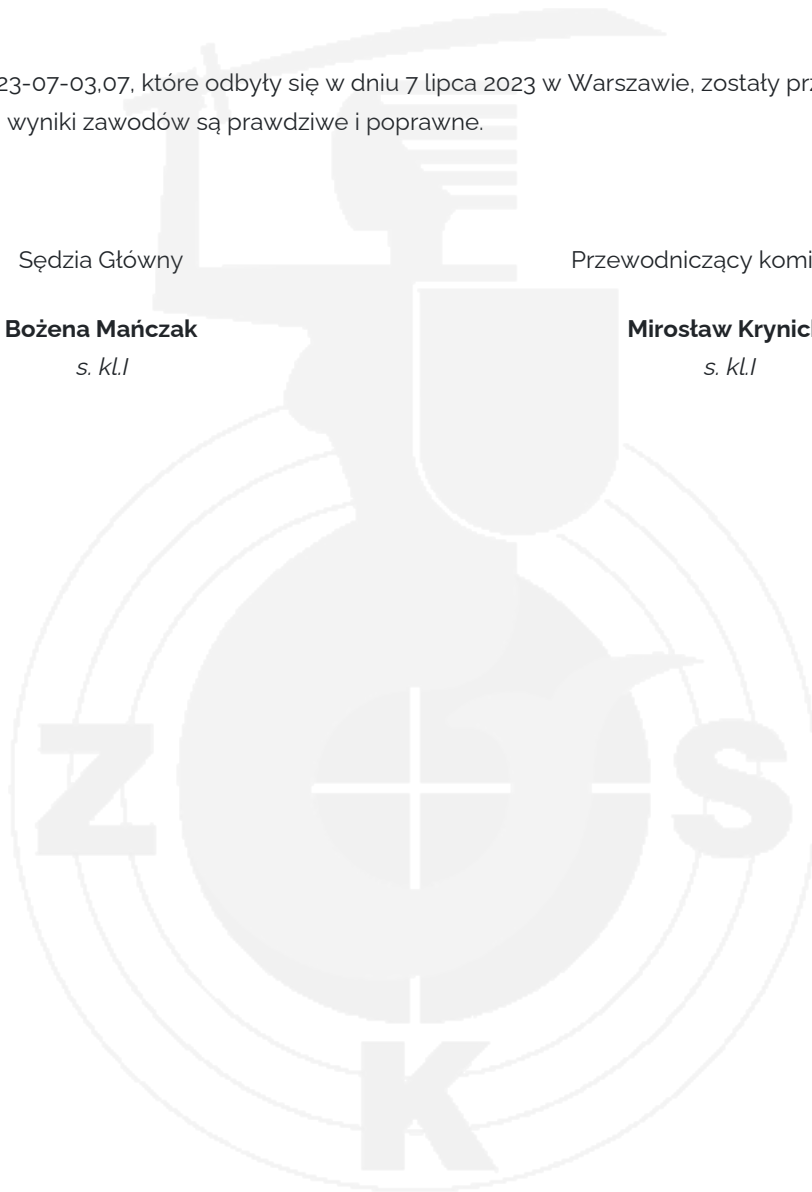 23-07-03,07, które odbyły się w dniu 7 lipca 2023 w Warszawie, zostały prz
wyniki zawodów są prawdziwe i poprawne.
Sędzia Główny
Przewodniczący komi
Bożena Mańczak
Mirosław Krynic
s. kl.I
s. kl.I
Z
S
K